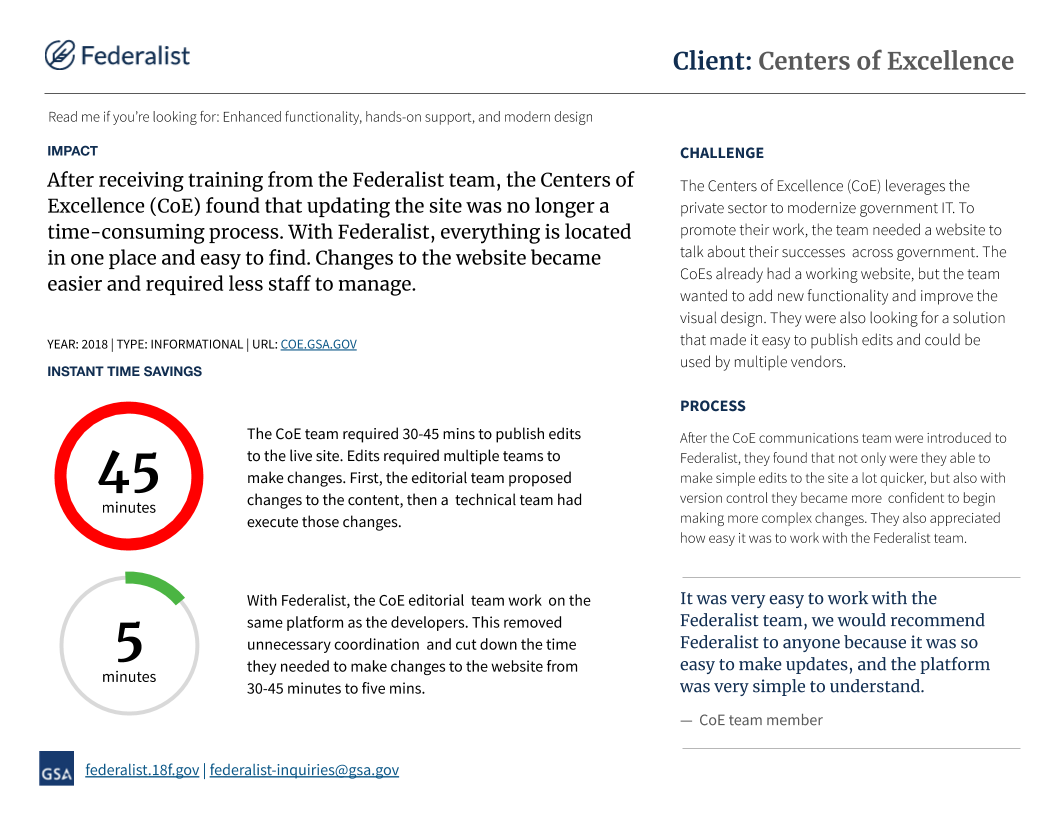 Federalist
Client: Centers of Excellence
Read me if you're looking for: Enhanced functionality, hands-on support, and modern design
IMPACT
After receiving training from the Federalist team, the Centers of
Excellence (CoE) found that updating the site was no longer a
time-consuming process. With Federalist, everything is located
in one place and easy to find. Changes to the website became
easier and required less staff to manage.
YEAR: 2018 | TYPE: INFORMATIONAL | URL: COE.GSA.GOV
INSTANT TIME SAVINGS
45
minutes
The CoE team required 30-45 mins to publish edits
to the live site. Edits required multiple teams to
make changes. First, the editorial team proposed
changes to the content, then a technical team had
execute those changes.
5
minutes
With Federalist, the CoE editorial team work on the
same platform as the developers. This removed
unnecessary coordination and cut down the time
they needed to make changes to the website from
30-45 minutes to five mins.
CHALLENGE
The Centers of Excellence (CoE) leverages the
private sector to modernize government IT. To
promote their work, the team needed a website to
talk about their successes across government. The
CoEs already had a working website, but the team
wanted to add new functionality and improve the
visual design. They were also looking for a solution
that made it easy to publish edits and could be
used by multiple vendors.
PROCESS
After the CoE communications team were introduced to
Federalist, they found that not only were they able to
make simple edits to the site a lot quicker, but also with
version control they became more confident to begin
making more complex changes. They also appreciated
how easy it was to work with the Federalist team.
It was very easy to work with the
Federalist team, we would recommend
Federalist to anyone because it was so
easy to make updates, and the platform
was very simple to understand.
— CoE team member
GSA
federalist.18f.gov | federalist-inquiries@gsa.gov